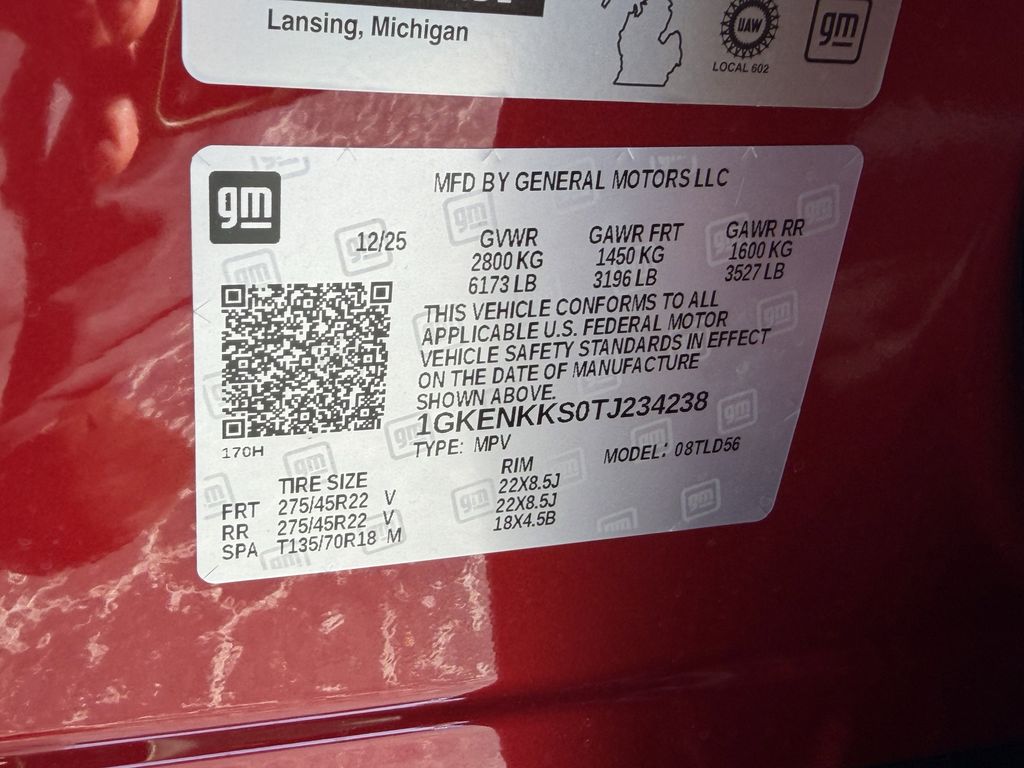 Lansing, Michigan
UAW
LOCAL 602
gm
gm
MFD BY GENERAL MOTORS LLC
12/25
GVWR GAWR FRT GAWR RR
2800 KG 1450 KG 1600 KG
6173 LB 3196 LB 3527 LB
THIS VEHICLE CONFORMS TO ALL
APPLICABLE U.S. FEDERAL MOTOR
VEHICLE SAFETY STANDARDS IN EFFECT
ON THE DATE OF MANUFACTURE
SHOWN ABOVE.
1GKENKKS0TJ234238
170H
TYPE: MPV MODEL: 08TLD56
TIRE SIZE RIM
FRT 275/45R22 V 22X8.5J
RR 275/45R22 V 22X8.5J
SPA T135/70R18 M 18X4.5B